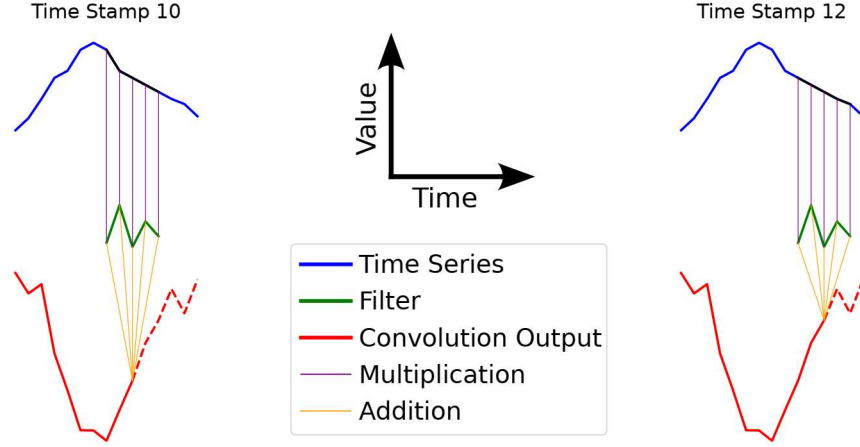 Time Stamp 10
Time Stamp 12
Value
Time
Time Series
Filter
Convolution Output
Multiplication
Addition